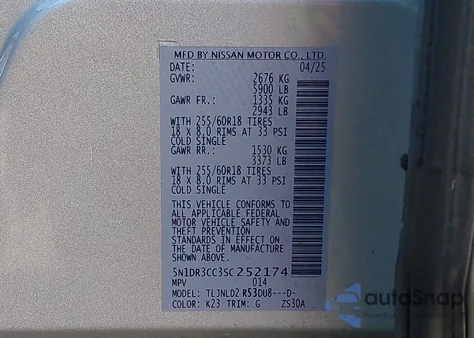 MFD BY NISSAN MOTOR CO., LTD.
DATE: 04/25
GVWR: 2676 KG
5900 LB
GAWR FR.: 1335 KG
2943 LB
WITH 255/60R18 TIRES
18 X 8.0 RIMS AT 33 PSI
COLD SINGLE
GAWR RR.: 1530 KG
3373 LB
WITH 255/60R18 TIRES
18 X 8.0 RIMS AT 33 PSI
COLD SINGLE
THIS VEHICLE CONFORMS TO
ALL APPLICABLE FEDERAL
MOTOR VEHICLE SAFETY AND
THEFT PREVENTION
STANDARDS IN EFFECT ON
THE DATE OF MANUFACTURE
SHOWN ABOVE.
5N1DR3CC3SC252174
MPV 014
MODEL: R53DU8---D-
COLOR: K23 TRIM: G ZS30A
autoSnap